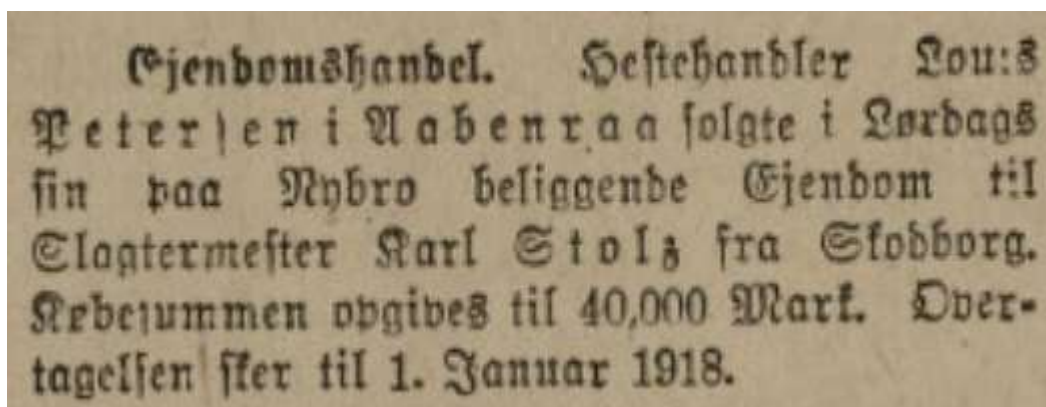 Ejendomshandel. Hestehandler Louis
Petersen i Aabenraa solgte i Lørdags
sin paa Nybro beliggende Ejendom til
Slagtermester Karl Stolz fra Skodborg.
Købesummen opgives til 40,000 Mark. Over-
tagelsen sker til 1. Januar 1918.